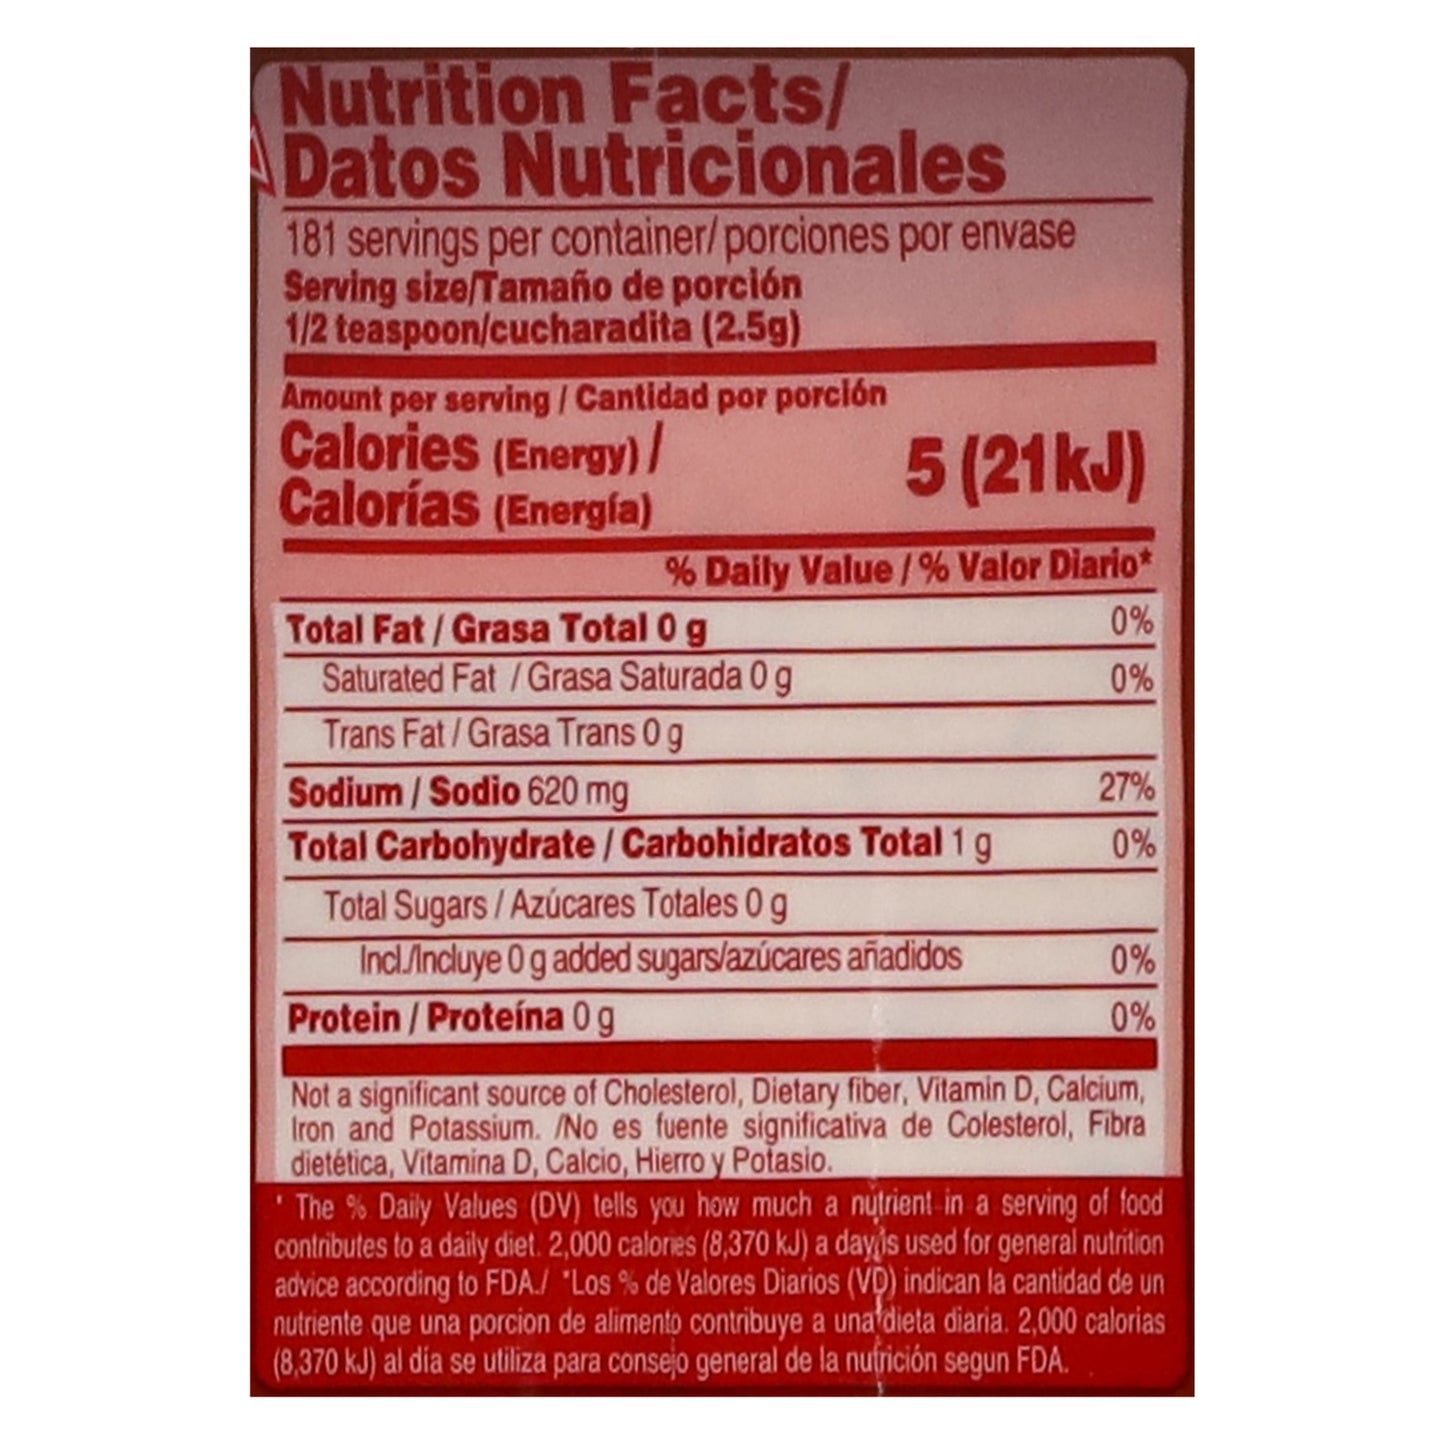 Nutrition Facts/
Datos Nutricionales
181 servings per container/ porciones por envase
Serving size/Tamaño de porción
1/2 teaspoon/cucharadita (2.5g)
Amount per serving / Cantidad por porción
Calories (Energy) /
Calorías (Energía)
5 (21kJ)
% Daily Value / % Valor Diario*
Total Fat / Grasa Total 0 g 0%
Saturated Fat / Grasa Saturada 0 g 0%
Trans Fat / Grasa Trans 0 g
Sodium / Sodio 620 mg 27%
Total Carbohydrate / Carbohidratos Total 1 g 0%
Total Sugars / Azúcares Totales 0 g
Incl./Incluye 0 g added sugars/azúcares añadidos 0%
Protein / Proteína 0 g 0%
Not a significant source of Cholesterol, Dietary fiber, Vitamin D, Calcium,
Iron and Potassium. /No es fuente significativa de Colesterol, Fibra
dietética, Vitamina D, Calcio, Hierro y Potasio.
* The % Daily Values (DV) tells you how much a nutrient in a serving of food
contributes to a daily diet. 2,000 calories (8,370 kJ) a day is used for general nutrition
advice according to FDA./ *Los % de Valores Diarios (VD) indican la cantidad de un
nutriente que una porcion de alimento contribuye a una dieta diaria. 2,000 calorias
(8,370 kJ) al día se utiliza para consejo general de la nutrición segun FDA.